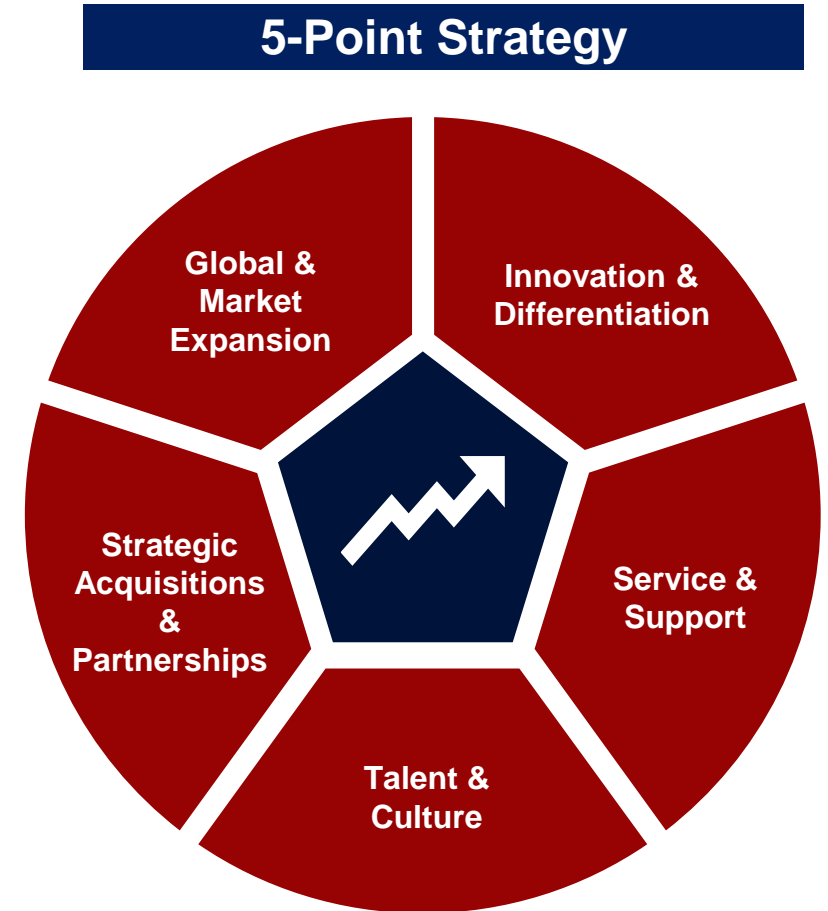 5-Point Strategy
Global &
Market
Expansion
Innovation &
Differentiation
Strategic
Acquisitions
&
Partnerships
Service &
Support
Talent &
Culture